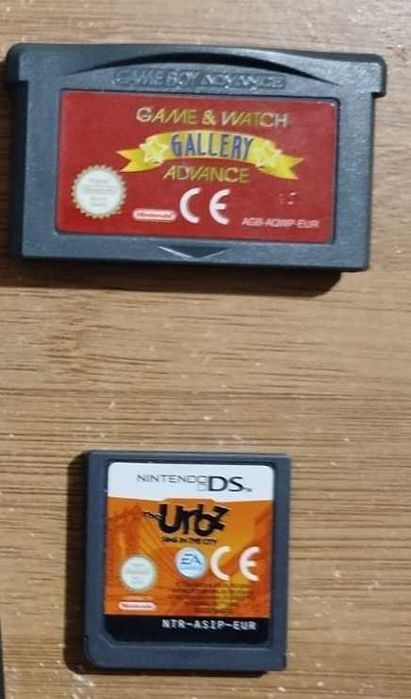 GAME BOY ADVANCE
GAME & WATCH
GALLERY
ADVANCE
Nintendo
CE
AGB-AQWP-EUR
NINTENDO DS™
The Urbz
SIMS IN THE CITY
EA
CE
Nintendo
NTR-ASIP-EUR